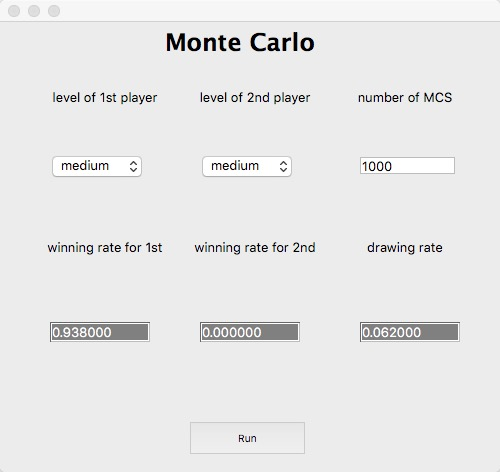 Monte Carlo
level of 1st player level of 2nd player number of MCS
medium medium 1000
winning rate for 1st winning rate for 2nd drawing rate
0.938000 0.000000 0.062000
Run